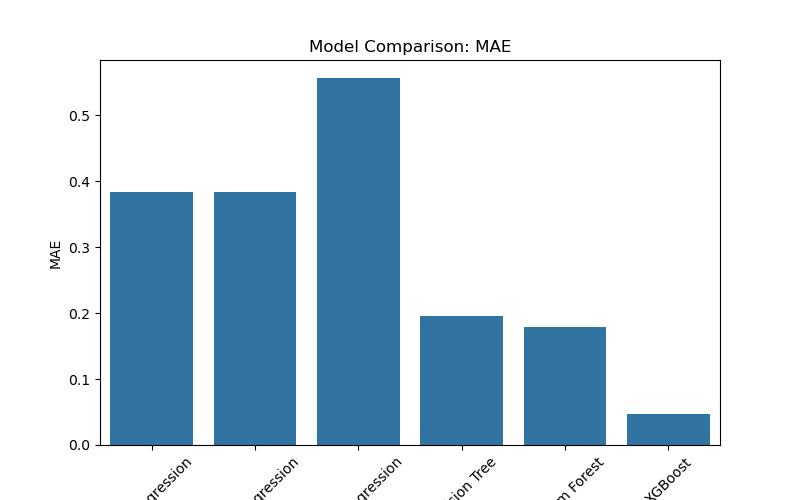 Model Comparison: MAE
MAE
0.5
0.4
0.3
0.2
0.1
0.0
gression
gression
gression
sion Tree
m Forest
XGBoost